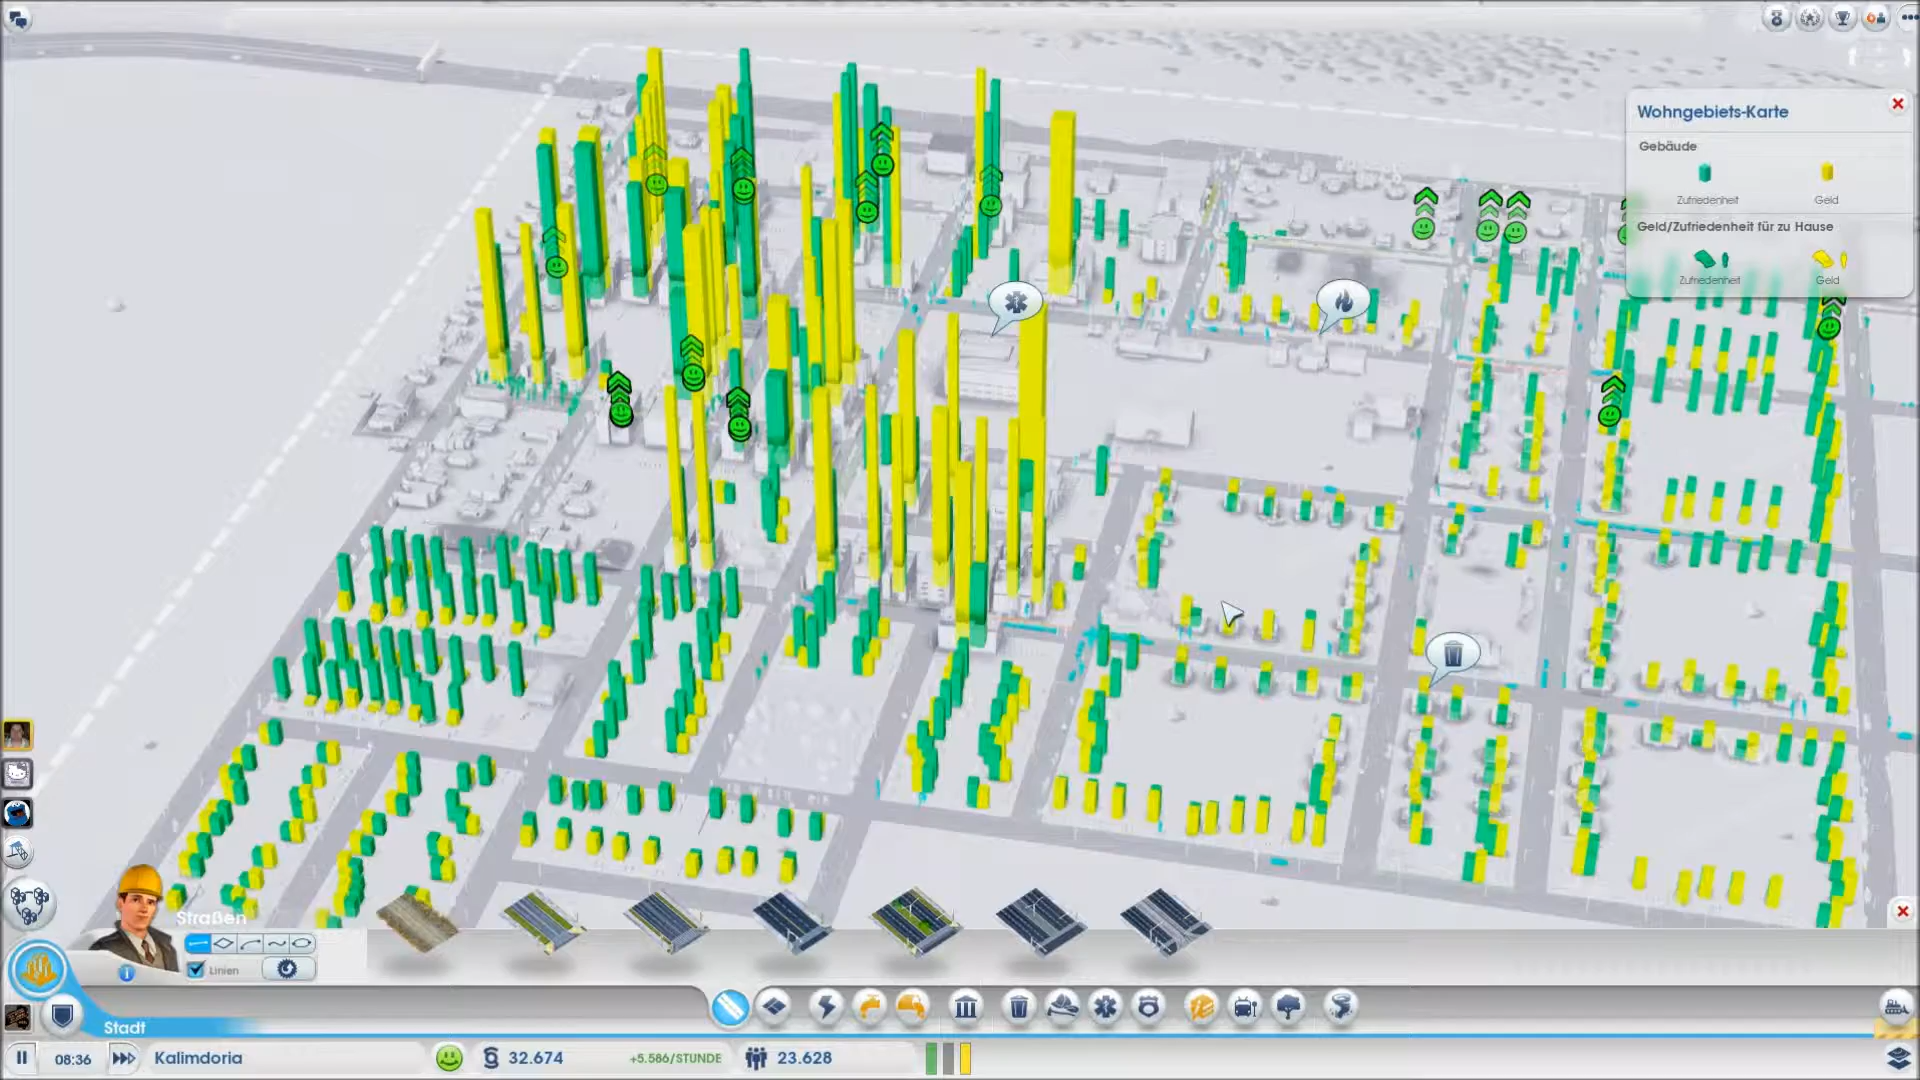 Wohngebiets-Karte
Gebäude
Zufriedenheit Geld
Geld/Zufriedenheit für zu Hause
Zufriedenheit Geld
Straßen
Linien
Stadt
08:36 Kalimdoria 32.674 +5.586/STUNDE 23.628